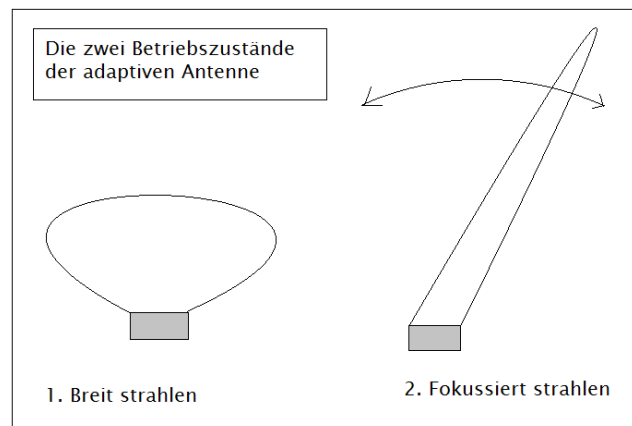 Die zwei Betriebszustände
der adaptiven Antenne
1. Breit strahlen
2. Fokussiert strahlen